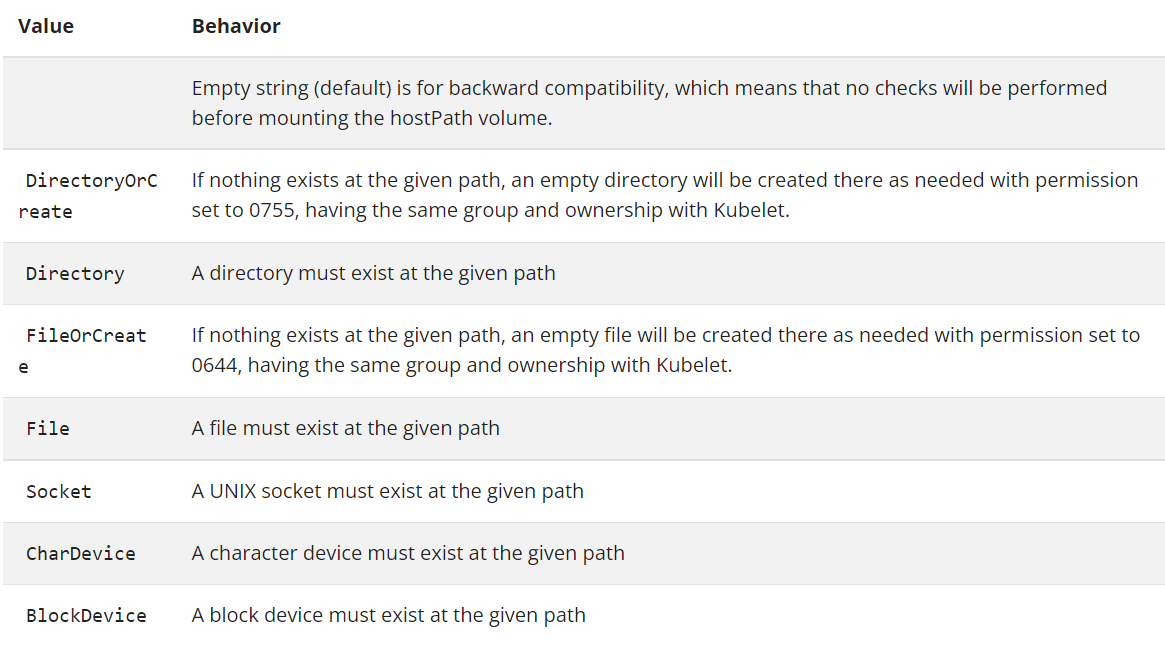 Value Behavior
Empty string (default) is for backward compatibility, which means that no checks will be performed
before mounting the hostPath volume.
DirectoryOrC If nothing exists at the given path, an empty directory will be created there as needed with permission
reate set to 0755, having the same group and ownership with Kubelet.
Directory A directory must exist at the given path
FileOrCreat If nothing exists at the given path, an empty file will be created there as needed with permission set to
e 0644, having the same group and ownership with Kubelet.
File A file must exist at the given path
Socket A UNIX socket must exist at the given path
CharDevice A character device must exist at the given path
BlockDevice A block device must exist at the given path